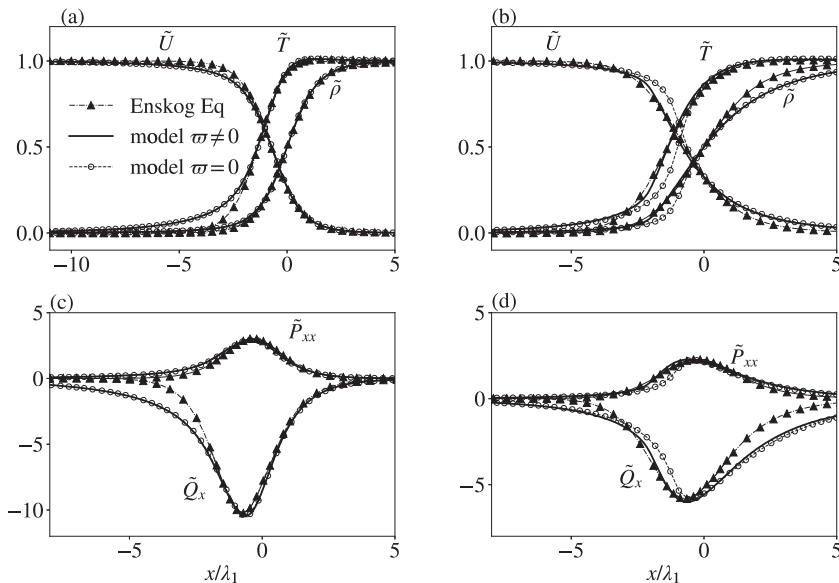 (a)
(b)
Ũ
T̃
Ũ
T̃
1.0
1.0
ρ̃
ρ̃
Enskog Eq
model ϖ≠0
model ϖ=0
0.5
0.5
0.0
0.0
−10
−5
0
5
−5
0
5
(c)
(d)
5
5
P̃xx
P̃xx
0
0
−5
−5
Q̃x
Q̃x
−10
−5
0
5
−5
0
5
x/λ1
x/λ1